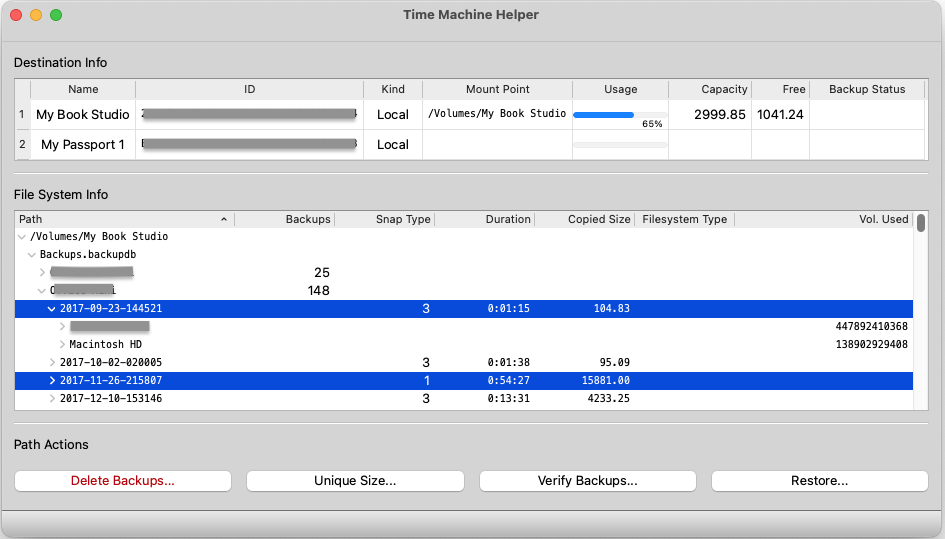 Time Machine Helper
Destination Info
Name ID Kind Mount Point Usage Capacity Free Backup Status
1 My Book Studio Local /Volumes/My Book Studio 65% 2999.85 1041.24
2 My Passport 1 Local
File System Info
Path Backups Snap Type Duration Copied Size Filesystem Type Vol. Used
/Volumes/My Book Studio
Backups.backupdb
25
148
2017-09-23-144521 3 0:01:15 104.83
447892410368
Macintosh HD 138902929408
2017-10-02-020005 3 0:01:38 95.09
2017-11-26-215807 1 0:54:27 15881.00
2017-12-10-153146 3 0:13:31 4233.25
Path Actions
Delete Backups... Unique Size... Verify Backups... Restore...